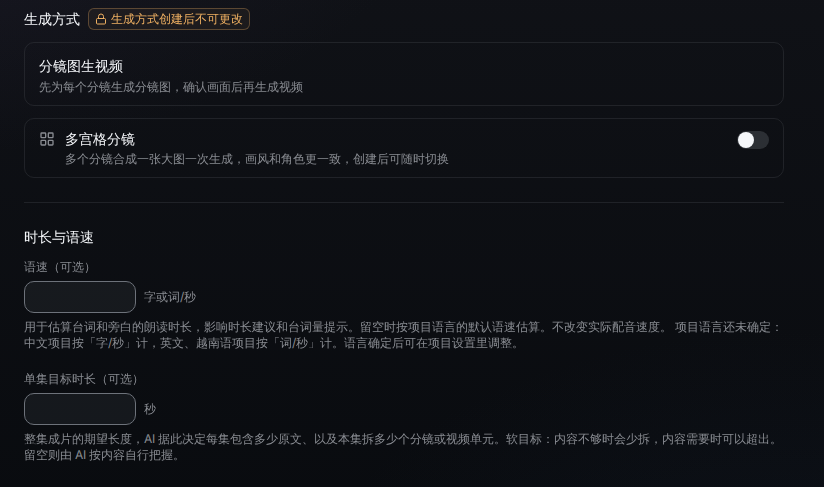 生成方式 生成方式创建后不可更改
分镜图生视频
先为每个分镜生成分镜图，确认画面后再生成视频
多宫格分镜
多个分镜合成一张大图一次生成，画风和角色更一致，创建后可随时切换
时长与语速
语速（可选）
字或词/秒
用于估算台词和旁白的朗读时长，影响时长建议和台词量提示。留空时按项目语言的默认语速估算。不改变实际配音速度。 项目语言还未确定：
中文项目按「字/秒」计，英文、越南语项目按「词/秒」计。语言确定后可在项目设置里调整。
单集目标时长（可选）
秒
整集成片的期望长度，AI 据此决定每集包含多少原文、以及本集拆多少个分镜或视频单元。软目标：内容不够时会少拆，内容需要时可以超出。
留空则由 AI 按内容自行把握。